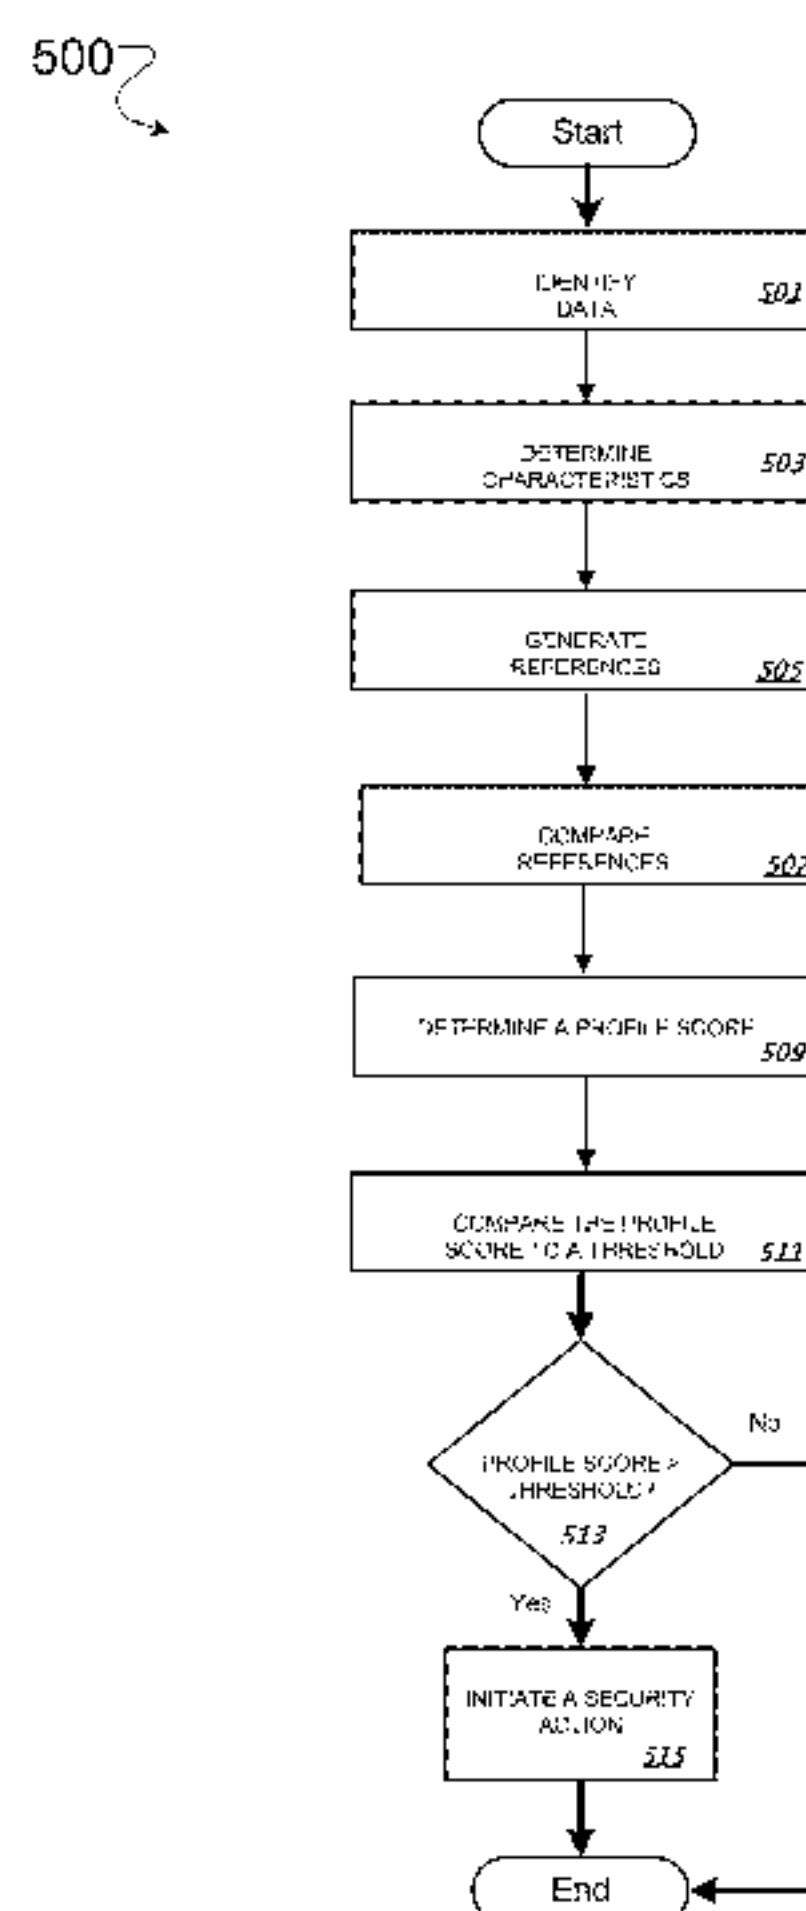 500
Start
IDENTIFY
DATA
501
DETERMINE
CHARACTERISTICS
503
GENERATE
REFERENCES
505
COMPARE
REFERENCES
507
DETERMINE A PROFILE SCORE
509
COMPARE THE PROFILE
SCORE TO A THRESHOLD
511
No
PROFILE SCORE >
THRESHOLD?
513
Yes
INITIATE A SECURITY
ACTION
515
End